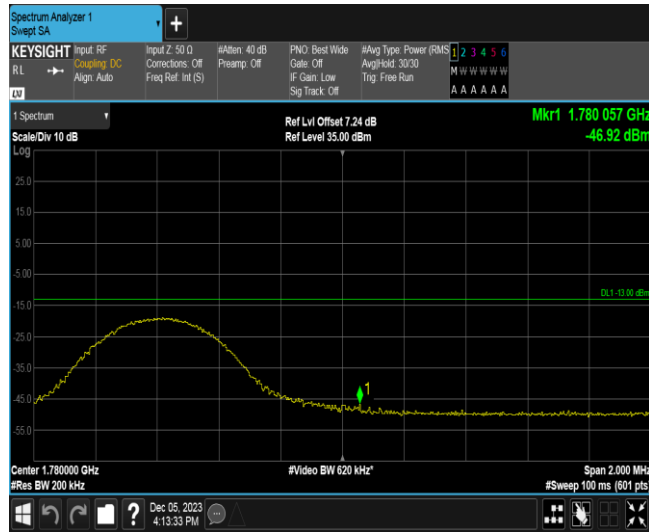 Spectrum Analyzer 1
Swept SA
+
KEYSIGHT
RL
LXI
Input: RF
Coupling: DC
Align: Auto
Input Z: 50 Ω
Corrections: Off
Freq Ref: Int (S)
#Atten: 40 dB
Preamp: Off
PNO: Best Wide
Gate: Off
IF Gain: Low
Sig Track: Off
#Avg Type: Power (RMS
Avg|Hold: 30/30
Trig: Free Run
1 2 3 4 5 6
M W W W W W
A A A A A A
1 Spectrum
Scale/Div 10 dB
Log
Ref Lvl Offset 7.24 dB
Ref Level 35.00 dBm
Mkr1 1.780 057 GHz
-46.92 dBm
25.0
15.0
5.00
-5.00
DL1 -13.00 dBm
-15.0
-25.0
-35.0
1
-45.0
-55.0
Center 1.780000 GHz
#Res BW 200 kHz
#Video BW 620 kHz*
Span 2.000 MHz
#Sweep 100 ms (601 pts)
?
Dec 05, 2023
4:13:33 PM